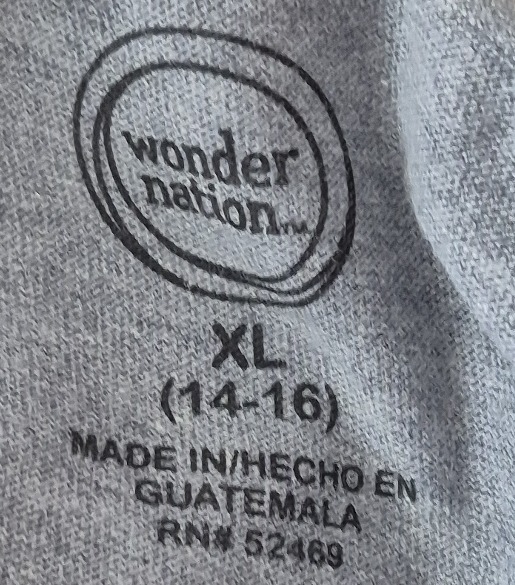 wonder
nation™
XL
(14-16)
MADE IN/HECHO EN
GUATEMALA
RN# 52469